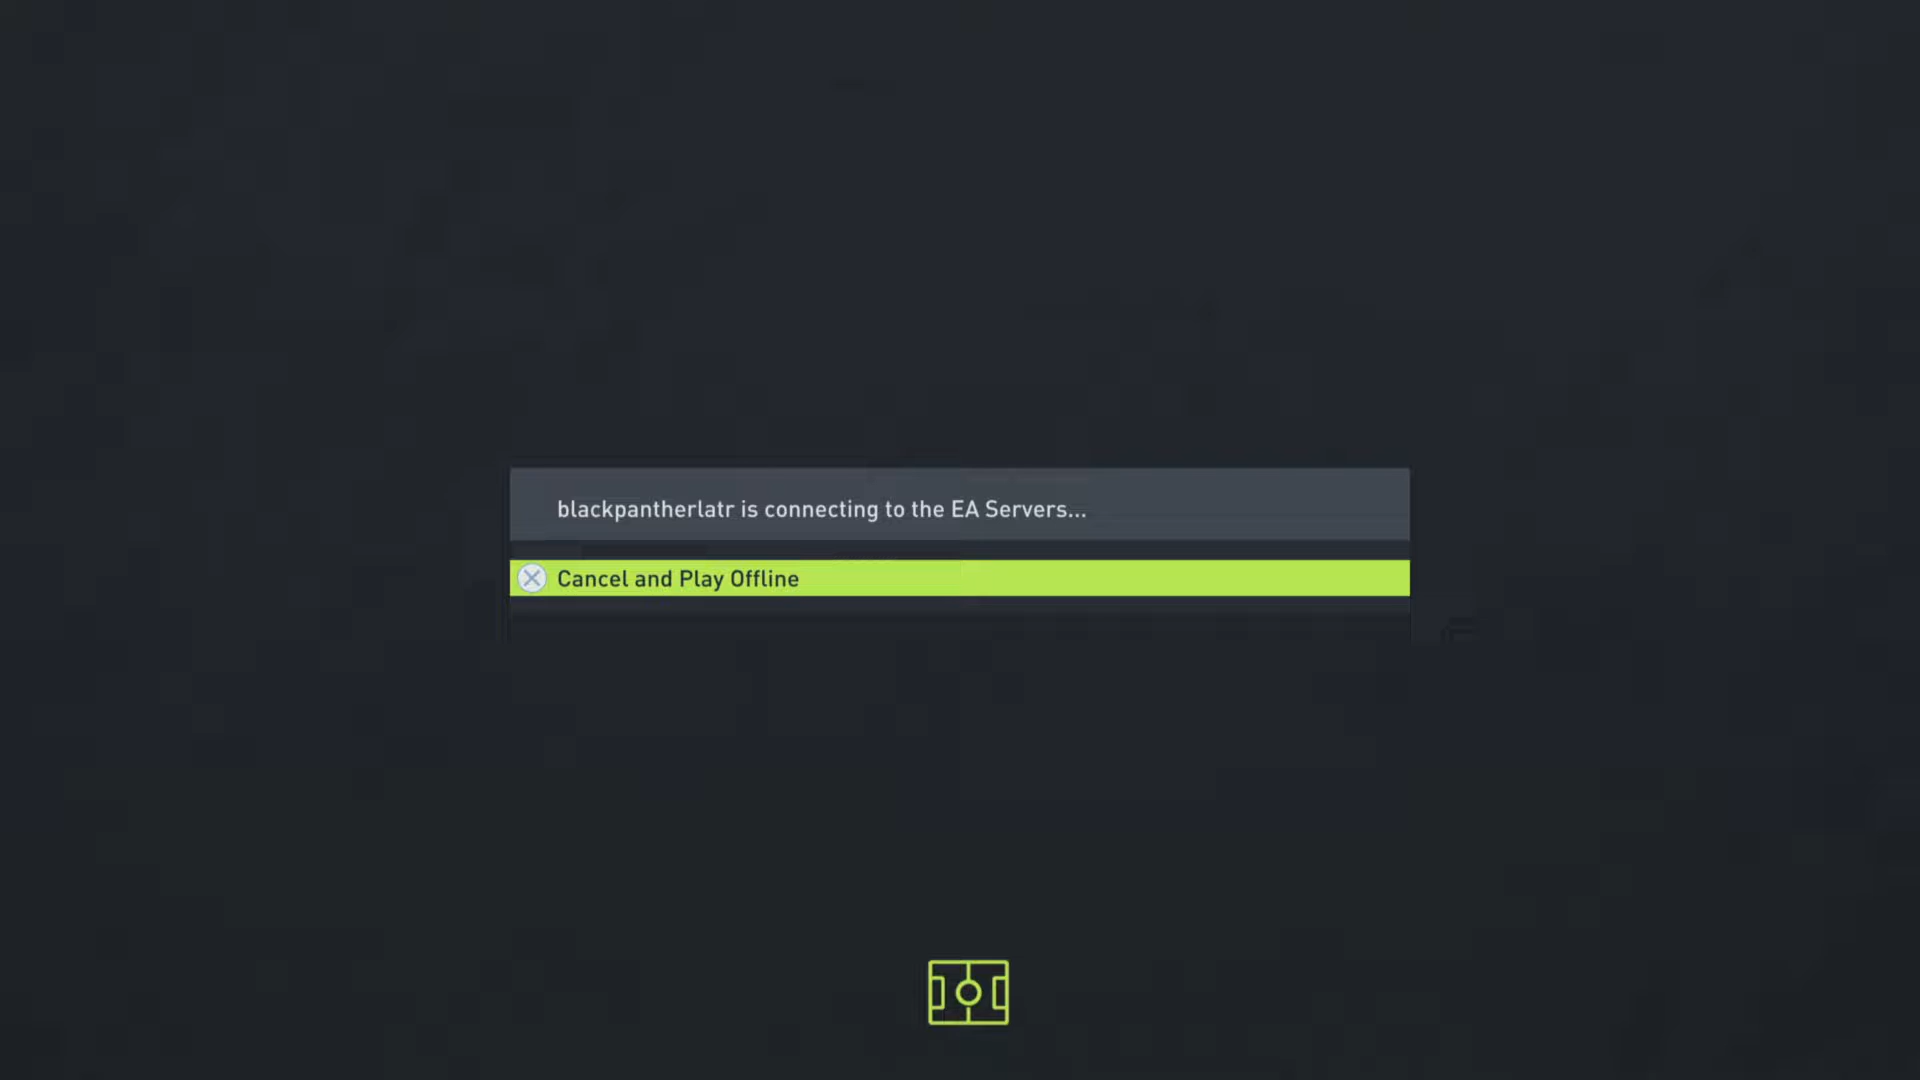 blackpantherlatr is connecting to the EA Servers...
Cancel and Play Offline